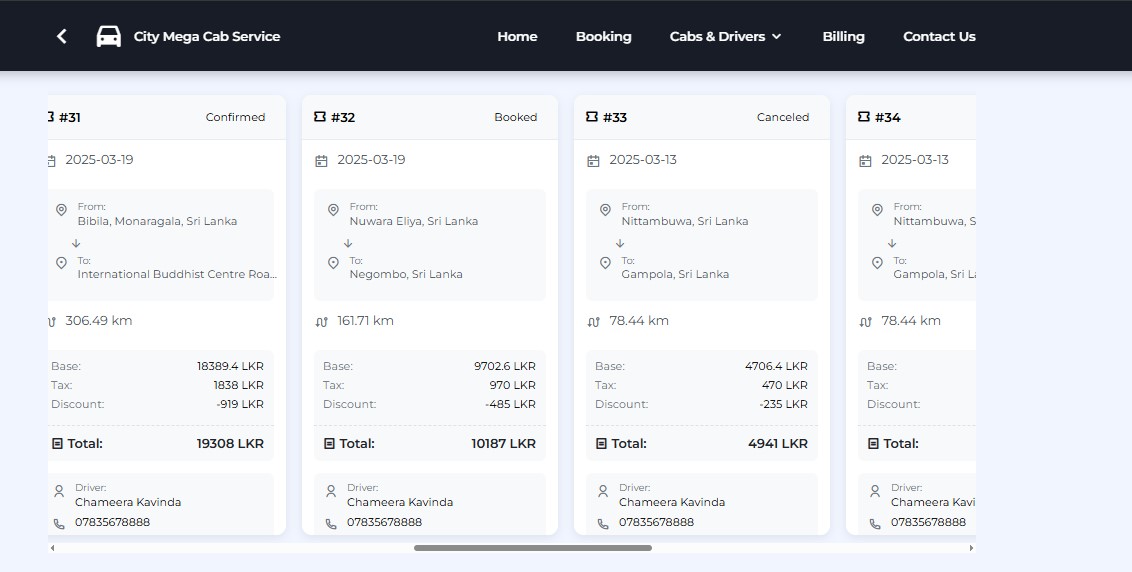 City Mega Cab Service
Home Booking Cabs & Drivers Billing Contact Us
#31 Confirmed
2025-03-19
From:
Bibila, Monaragala, Sri Lanka
To:
International Buddhist Centre Roa...
306.49 km
Base: 18389.4 LKR
Tax: 1838 LKR
Discount: -919 LKR
Total: 19308 LKR
Driver:
Chameera Kavinda
07835678888
#32 Booked
2025-03-19
From:
Nuwara Eliya, Sri Lanka
To:
Negombo, Sri Lanka
161.71 km
Base: 9702.6 LKR
Tax: 970 LKR
Discount: -485 LKR
Total: 10187 LKR
Driver:
Chameera Kavinda
07835678888
#33 Canceled
2025-03-13
From:
Nittambuwa, Sri Lanka
To:
Gampola, Sri Lanka
78.44 km
Base: 4706.4 LKR
Tax: 470 LKR
Discount: -235 LKR
Total: 4941 LKR
Driver:
Chameera Kavinda
07835678888
#34
2025-03-13
From:
Nittambuwa, S
To:
Gampola, Sri La
78.44 km
Base:
Tax:
Discount:
Total:
Driver:
Chameera Kavi
07835678888